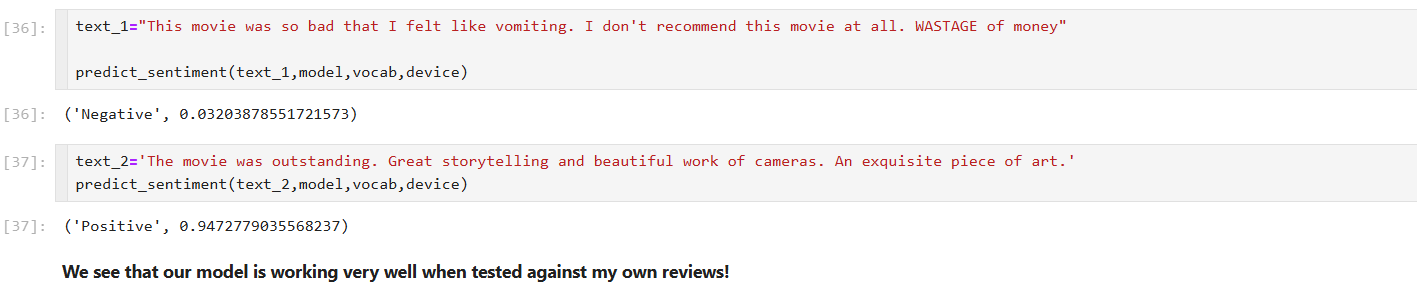 [36]: text_1="This movie was so bad that I felt like vomiting. I don't recommend this movie at all. WASTAGE of money"
predict_sentiment(text_1,model,vocab,device)
[36]: ('Negative', 0.03203878551721573)
[37]: text_2='The movie was outstanding. Great storytelling and beautiful work of cameras. An exquisite piece of art.'
predict_sentiment(text_2,model,vocab,device)
[37]: ('Positive', 0.9472779035568237)
We see that our model is working very well when tested against my own reviews!